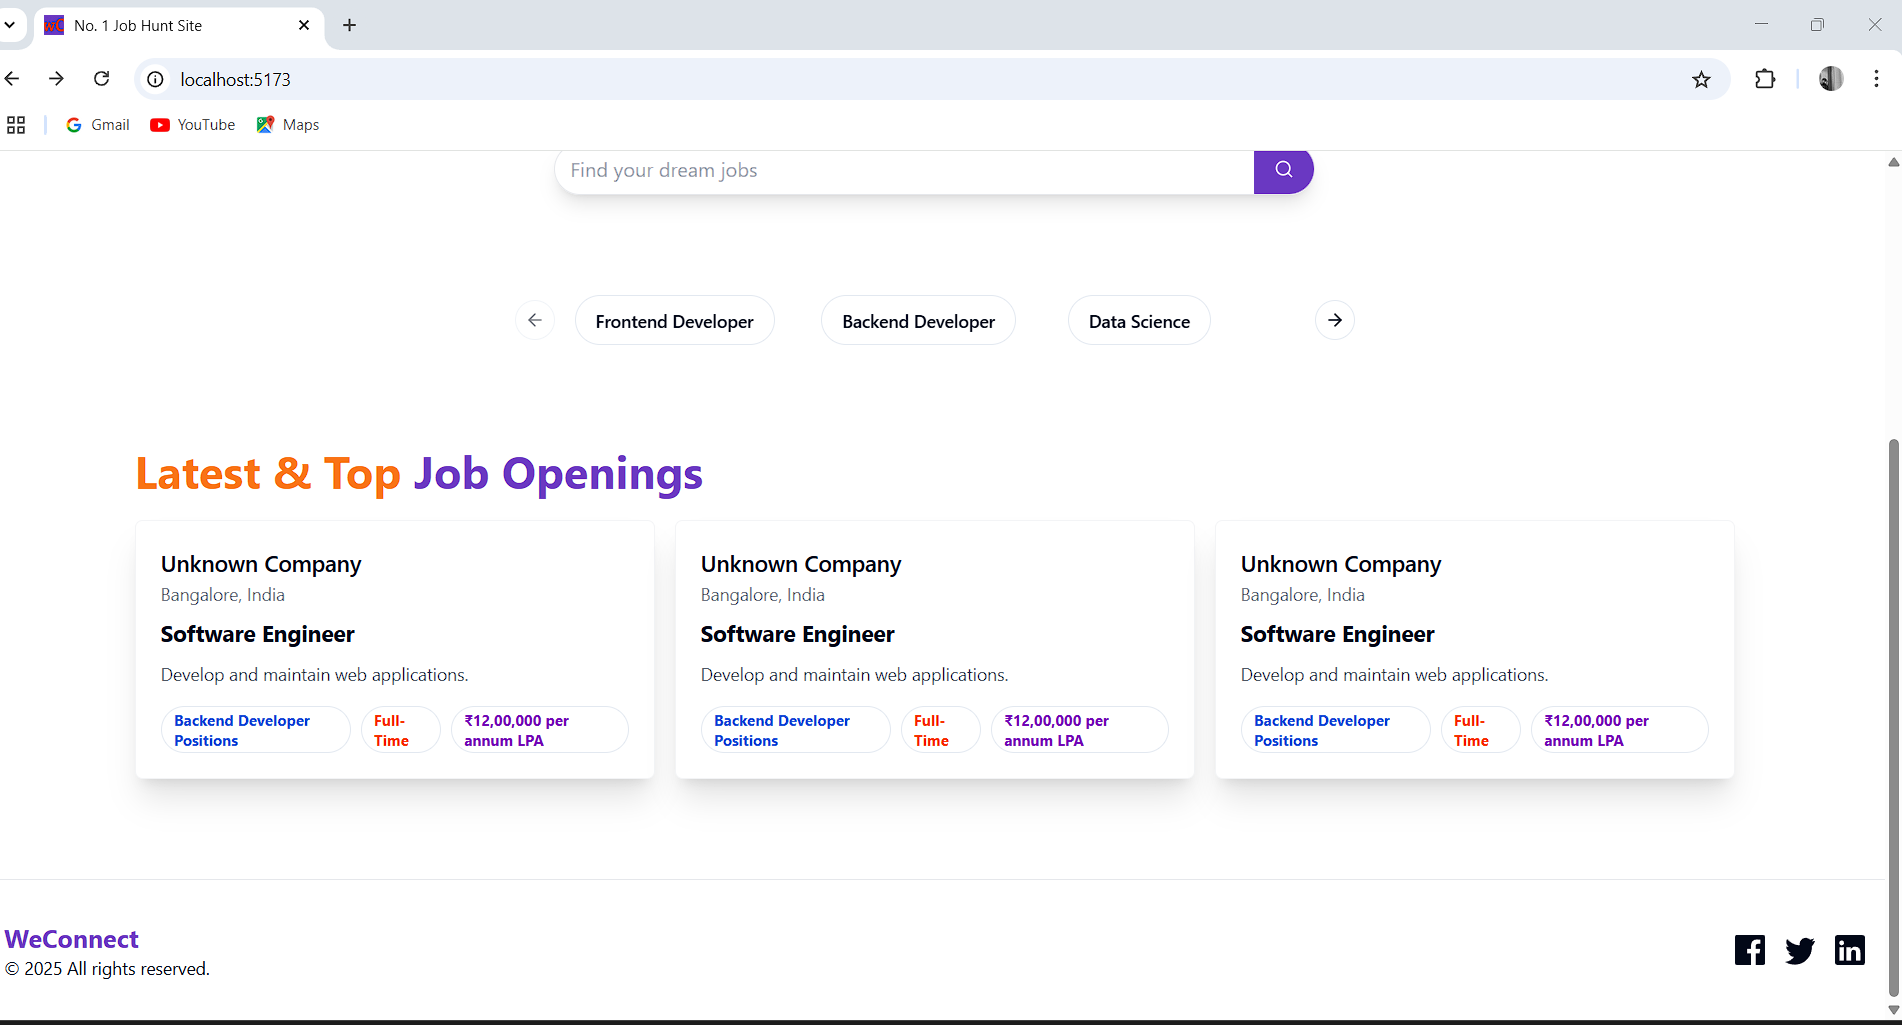 No. 1 Job Hunt Site
localhost:5173
Gmail YouTube Maps
Find your dream jobs
Frontend Developer Backend Developer Data Science
Latest & Top Job Openings
Unknown Company
Bangalore, India
Software Engineer
Develop and maintain web applications.
Backend Developer
Positions
Full-
Time
₹12,00,000 per
annum LPA
Unknown Company
Bangalore, India
Software Engineer
Develop and maintain web applications.
Backend Developer
Positions
Full-
Time
₹12,00,000 per
annum LPA
Unknown Company
Bangalore, India
Software Engineer
Develop and maintain web applications.
Backend Developer
Positions
Full-
Time
₹12,00,000 per
annum LPA
WeConnect
© 2025 All rights reserved.